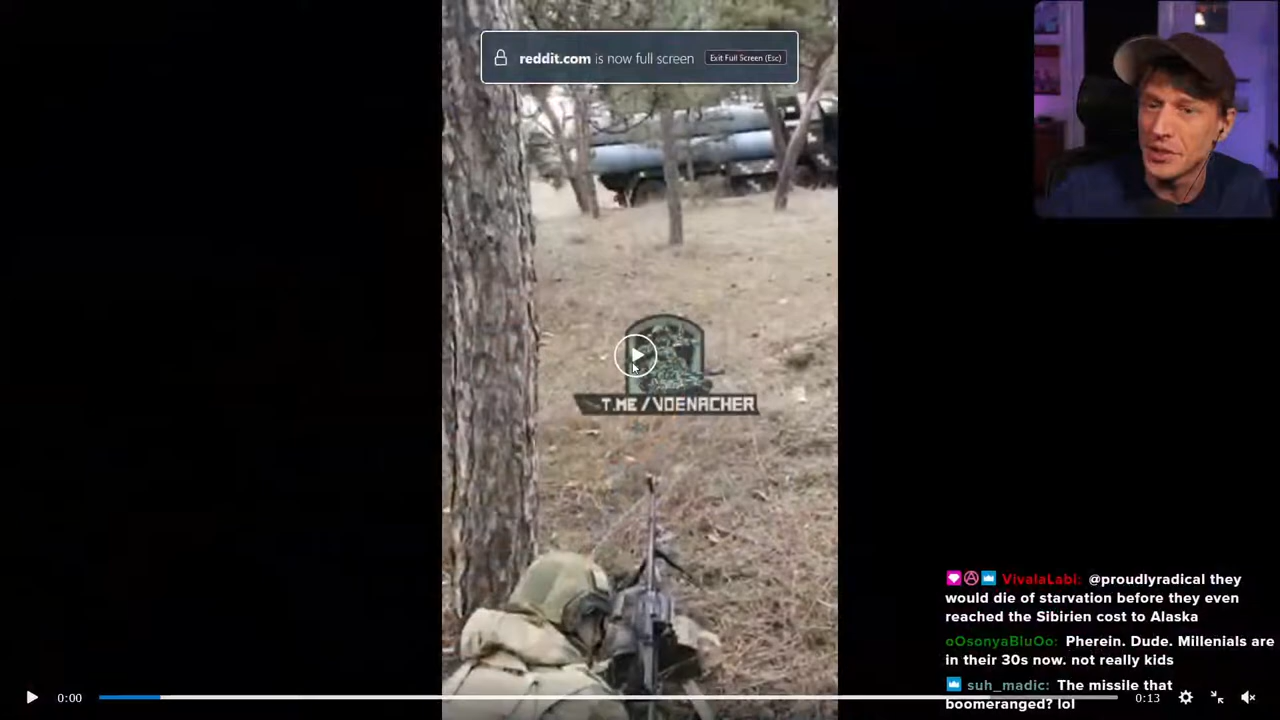 reddit.com is now full screen Exit Full Screen (Esc)
T.ME/VOENACHER
VivalaLabi: @proudlyradical they
would die of starvation before they even
reached the Sibirien cost to Alaska
oOsonyaBluOo: Pherein. Dude. Millenials are
in their 30s now. not really kids
suh_madic: The missile that
boomeranged? lol
0:00
0:13